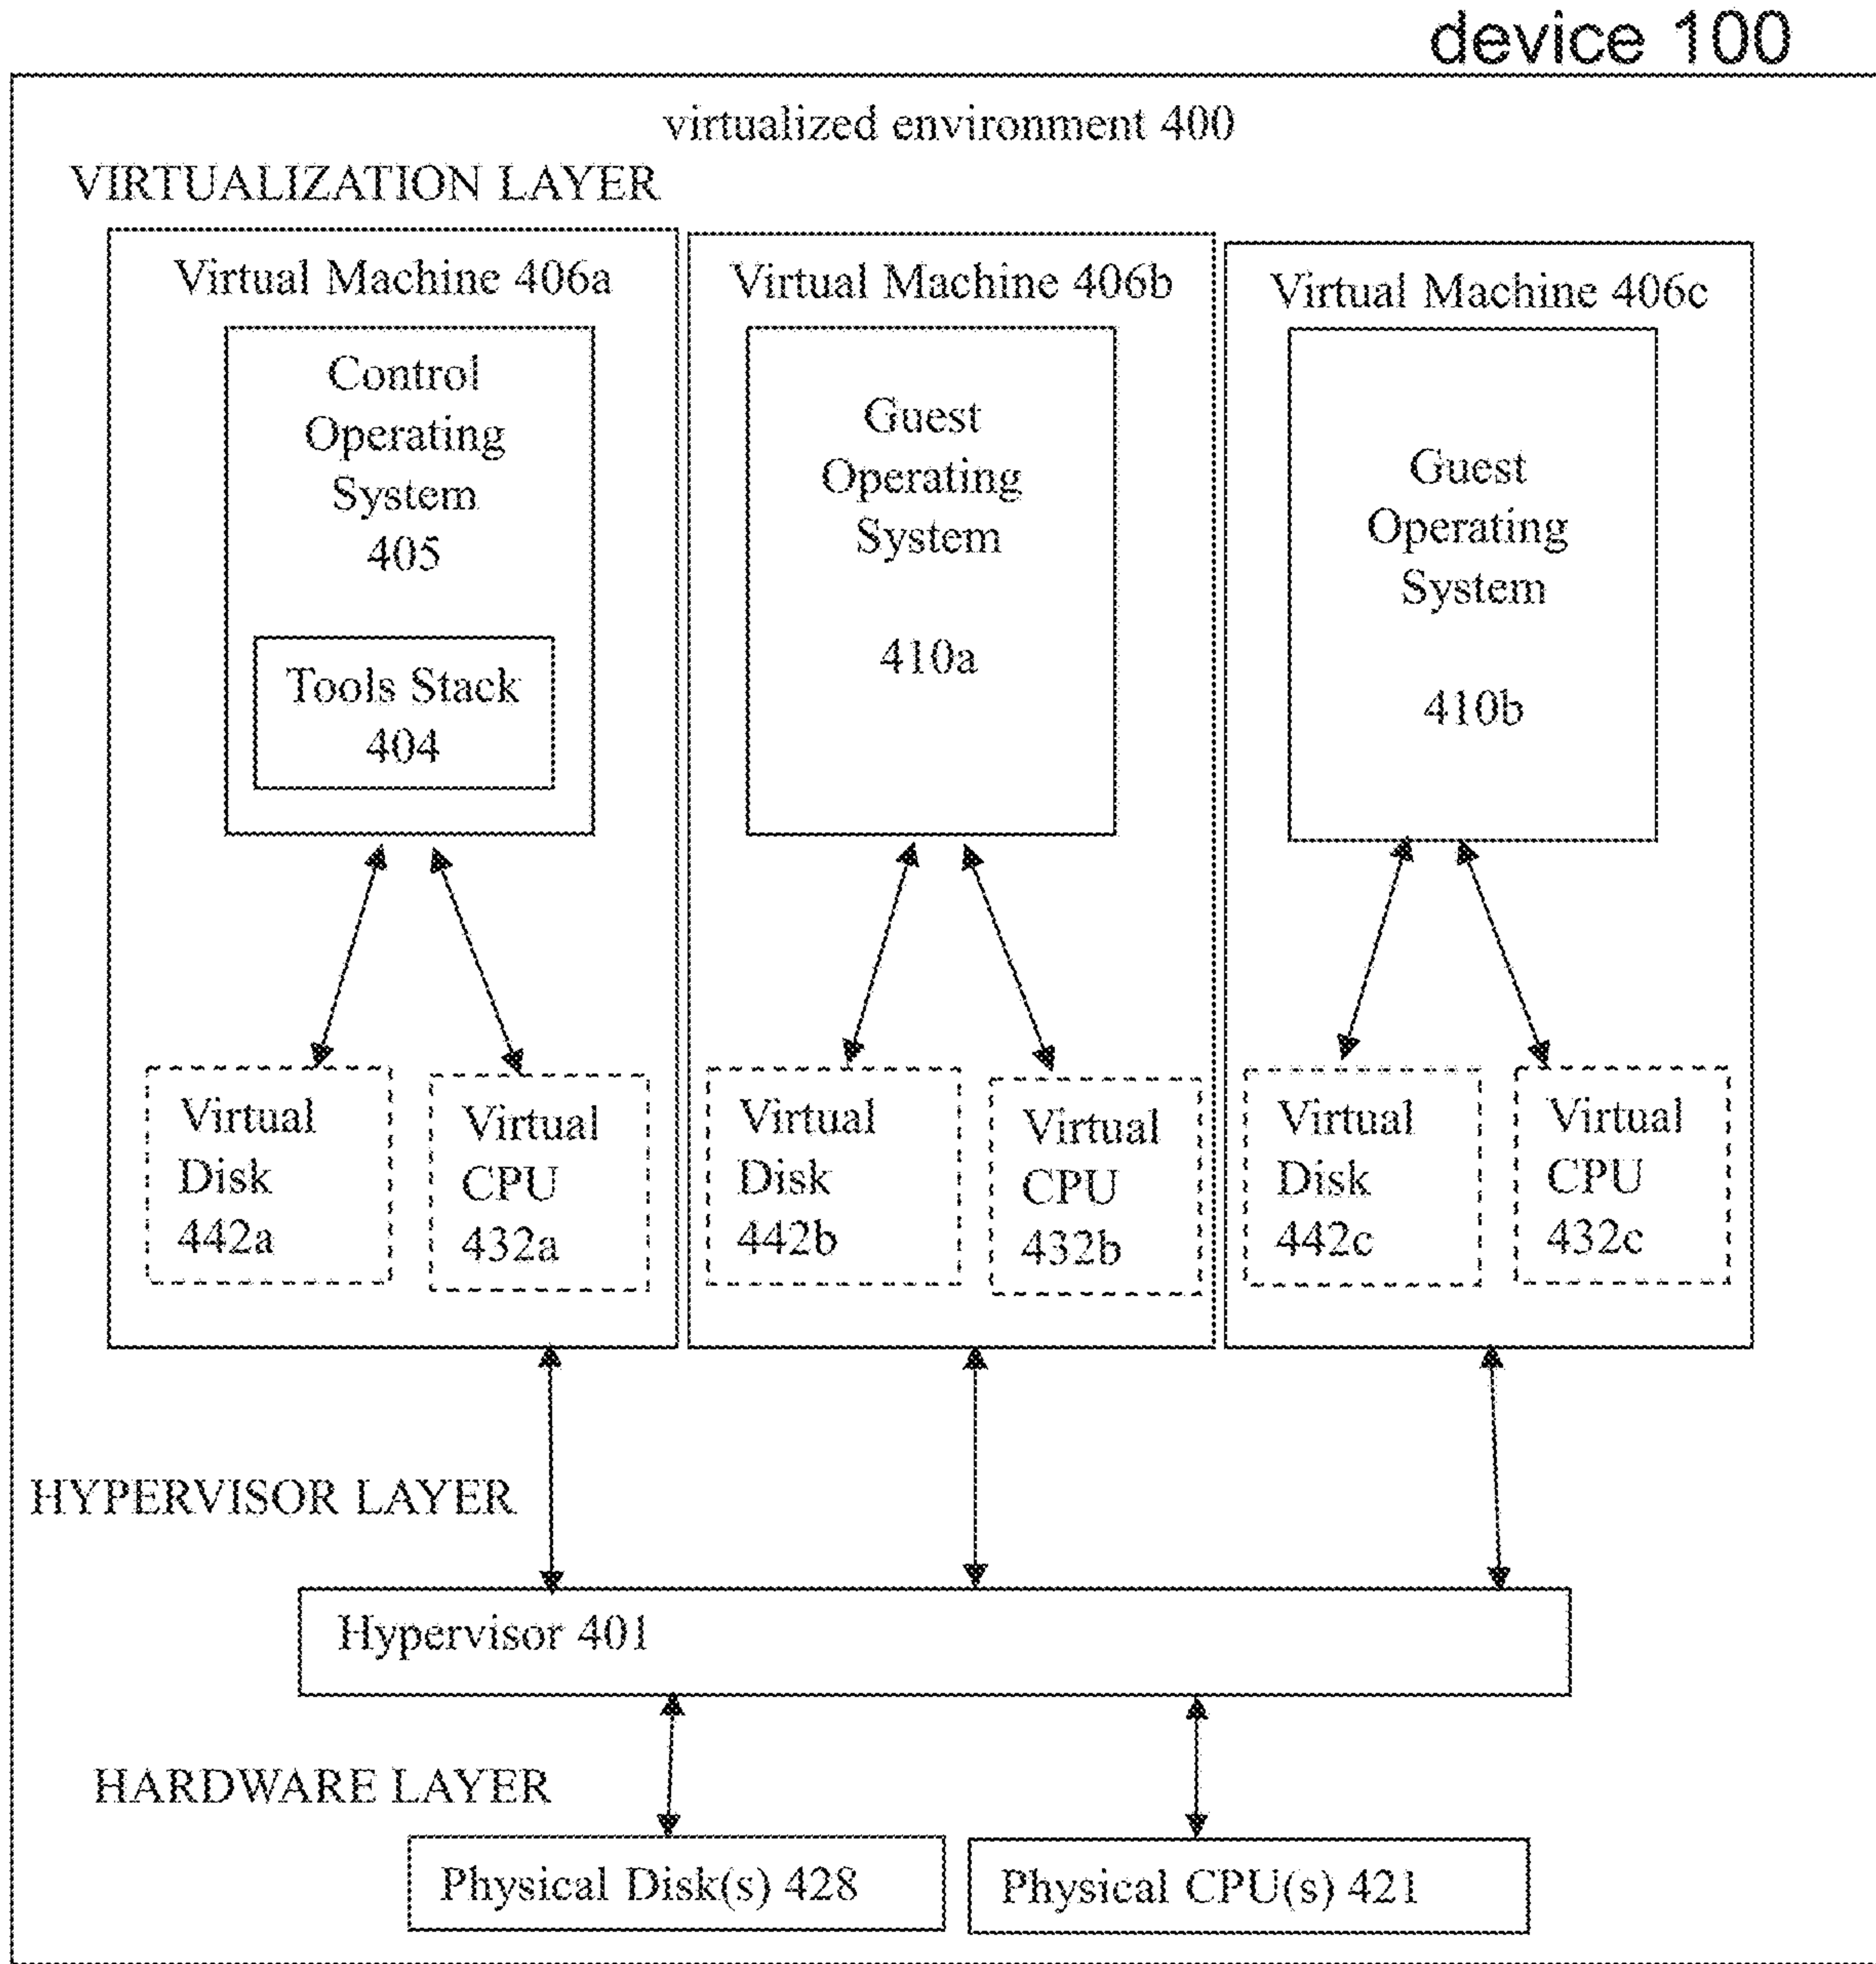 device 100
virtualized environment 400
VIRTUALIZATION LAYER
Virtual Machine 406a
Control
Operating
System
405
Tools Stack
404
Virtual
Disk
442a
Virtual
CPU
432a
Virtual Machine 406b
Guest
Operating
System
410a
Virtual
Disk
442b
Virtual
CPU
432b
Virtual Machine 406c
Guest
Operating
System
410b
Virtual
Disk
442c
Virtual
CPU
432c
HYPERVISOR LAYER
Hypervisor 401
HARDWARE LAYER
Physical Disk(s) 428
Physical CPU(s) 421